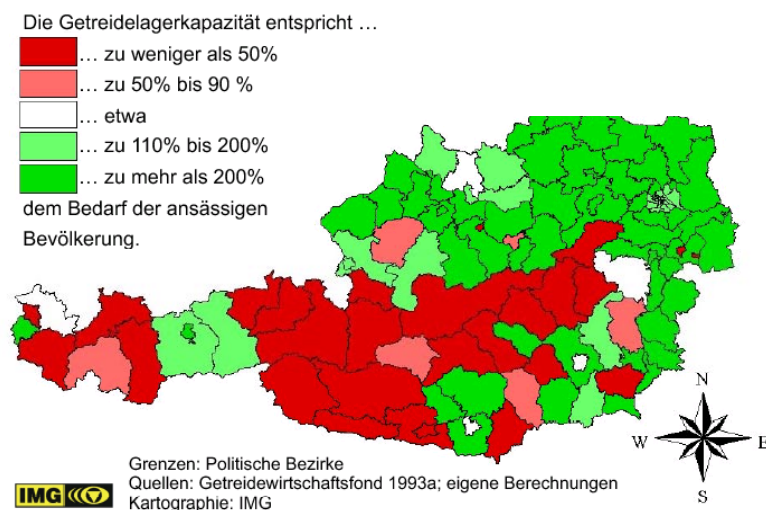 Die Getreidelagerkapazität entspricht ...
... zu weniger als 50%
... zu 50% bis 90 %
... etwa
... zu 110% bis 200%
... zu mehr als 200%
dem Bedarf der ansässigen
Bevölkerung.
N
W
E
S
Grenzen: Politische Bezirke
Quellen: Getreidewirtschaftsfond 1993a; eigene Berechnungen
Kartographie: IMG
IMG